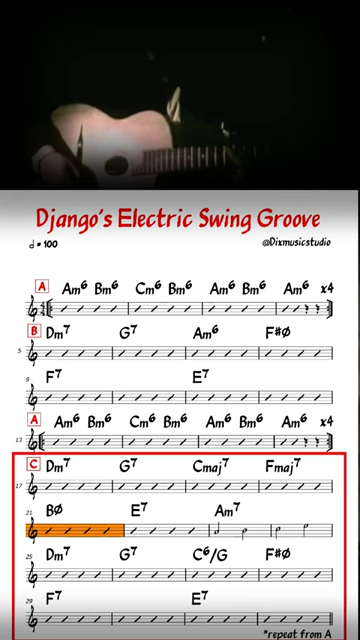 Django's Electric Swing Groove
𝅗𝅥 = 100 @Dixmusicstudio
A Am6 Bm6 Cm6 Bm6 Am6 Bm6 Am6 x4
4 4
B Dm7 G7 Am6 F#Ø
5
F7 E7
9
A Am6 Bm6 Cm6 Bm6 Am6 Bm6 Am6 x4
13
C Dm7 G7 Cmaj7 Fmaj7
17
BØ E7 Am7
21
Dm7 G7 C6/G F#Ø
25
F7 E7
29
*repeat from A